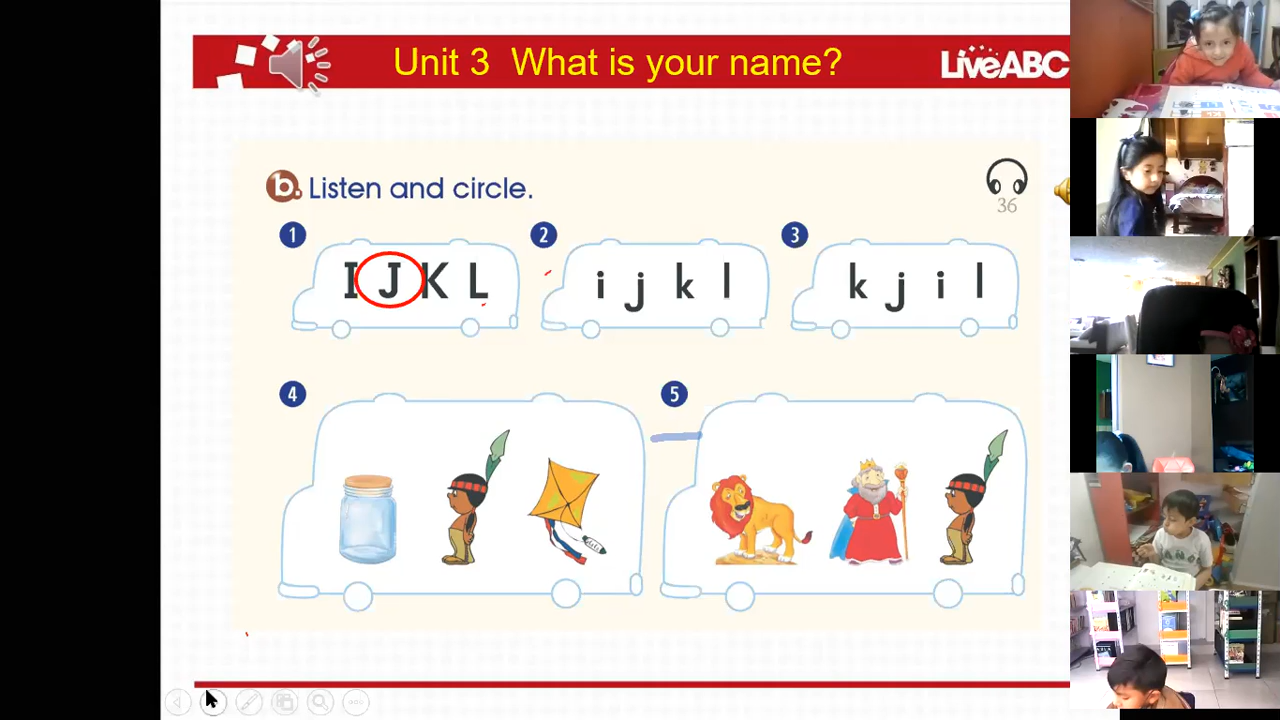 Unit 3 What is your name?
LiveABC
b. Listen and circle.
36
1
I J K L
2
i j k l
3
k j i l
4
5